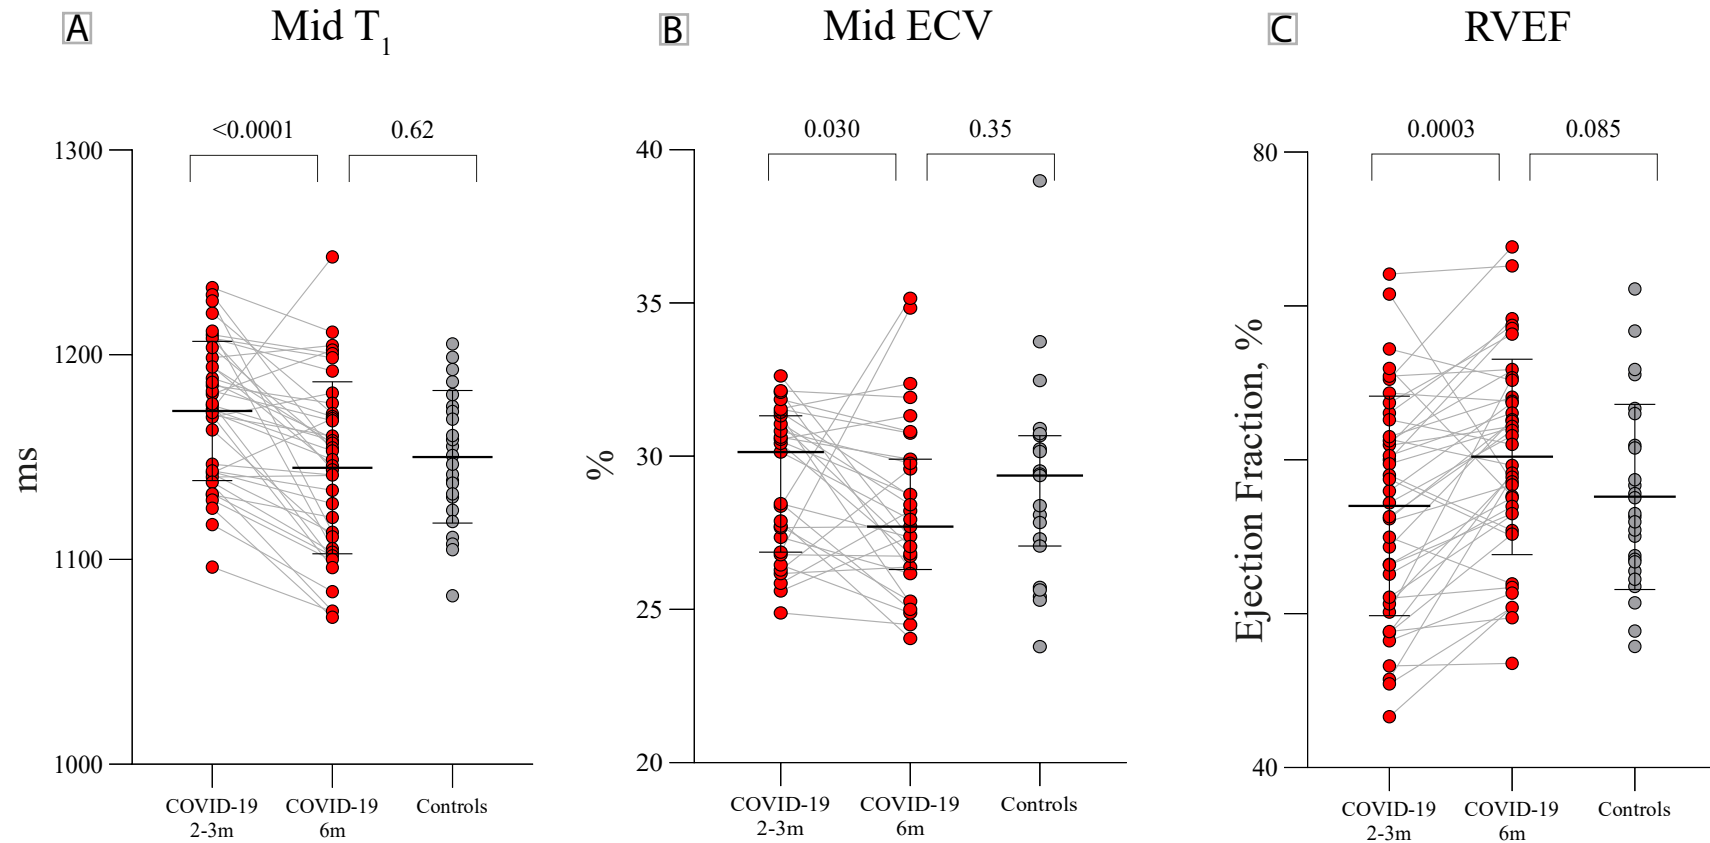 A
Mid T1
<0.0001
0.62
1300
1200
1100
1000
ms
COVID-19
2-3m
COVID-19
6m
Controls
B
Mid ECV
0.030
0.35
40
35
30
25
20
%
COVID-19
2-3m
COVID-19
6m
Controls
C
RVEF
0.0003
0.085
80
40
Ejection Fraction, %
COVID-19
2-3m
COVID-19
6m
Controls